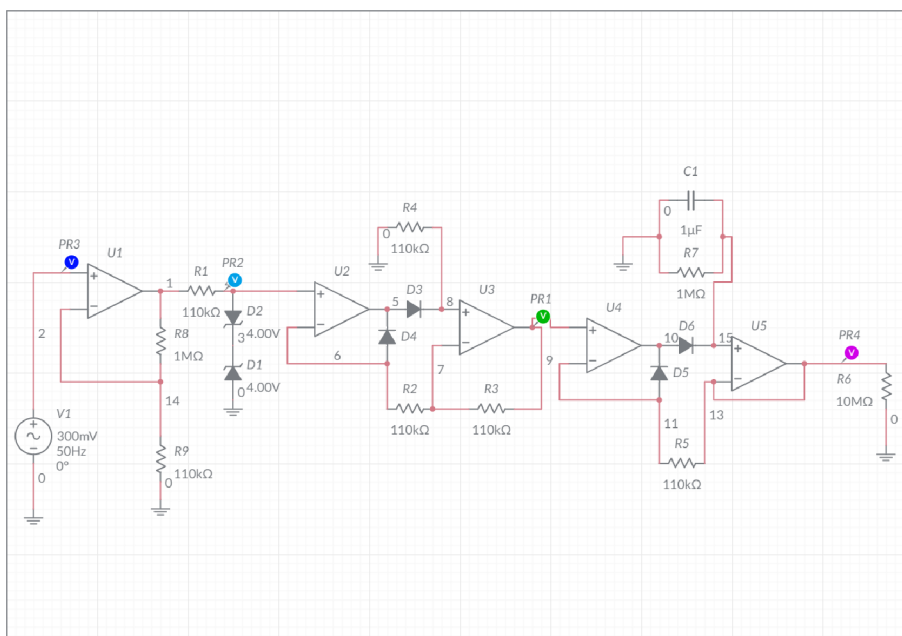 C1
0
1µF
R7
1MΩ
R4
0
110kΩ
PR3
U1
+
−
1
R1
110kΩ
PR2
V
V
D2
3
4.00V
D1
0
4.00V
U2
+
−
5
D3
D4
6
8
U3
+
−
7
PR1
V
R2
110kΩ
R3
110kΩ
U4
+
−
9
10
D6
D5
15
U5
+
−
PR4
V
R6
10MΩ
0
11
13
R5
110kΩ
2
R8
1MΩ
14
V1
300mV
50Hz
0°
0
R9
0
110kΩ